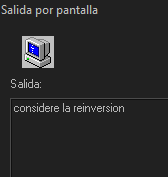 Salida por pantalla
Salida:
considere la reinversion